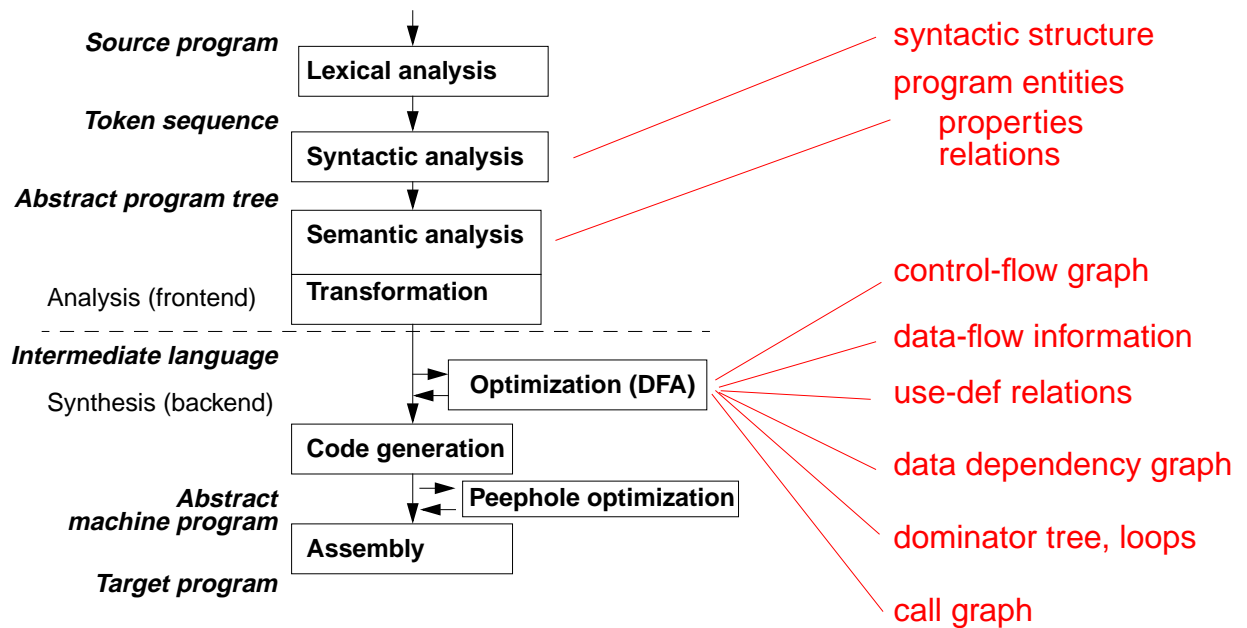 Source program
Lexical analysis
Token sequence
Syntactic analysis
Abstract program tree
Semantic analysis
Analysis (frontend)
Transformation
Intermediate language
Synthesis (backend)
Optimization (DFA)
Code generation
Abstract
machine program
Peephole optimization
Assembly
Target program
syntactic structure
program entities
properties
relations
control-flow graph
data-flow information
use-def relations
data dependency graph
dominator tree, loops
call graph